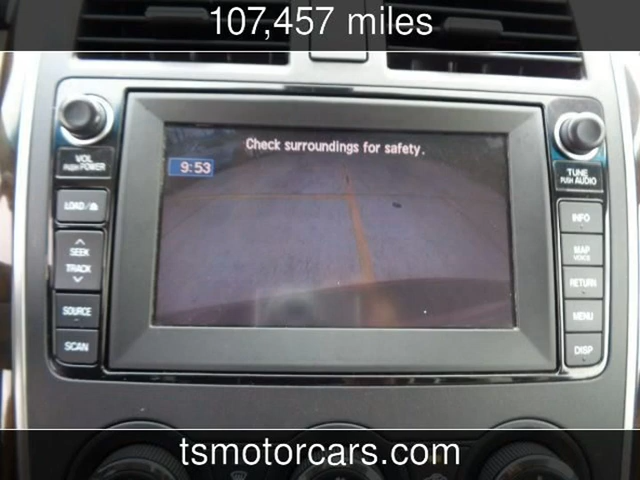 107,457 miles
Check surroundings for safety.
9:53
VOL
PUSH POWER
LOAD/⏏
SEEK
TRACK
SOURCE
SCAN
TUNE
PUSH AUDIO
INFO
MAP
VOICE
RETURN
MENU
DISP
tsmotorcars.com